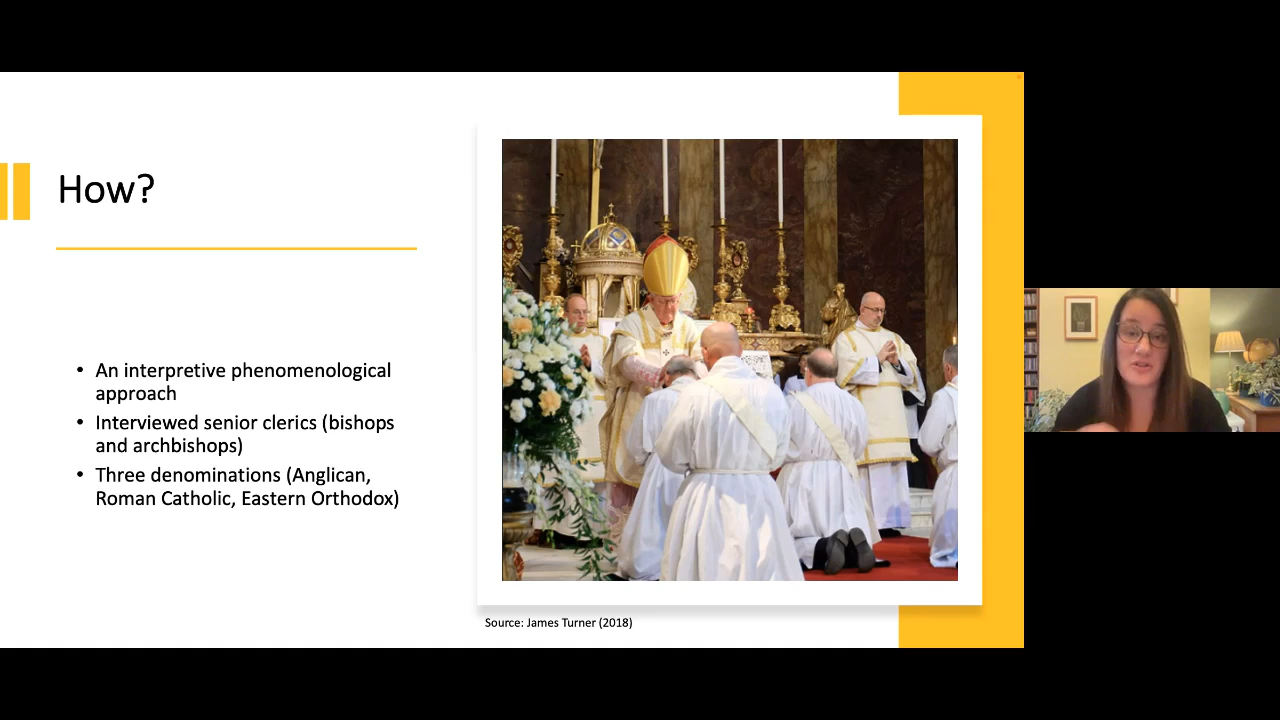 How?
• An interpretive phenomenological
approach
• Interviewed senior clerics (bishops
and archbishops)
• Three denominations (Anglican,
Roman Catholic, Eastern Orthodox)
Source: James Turner (2018)